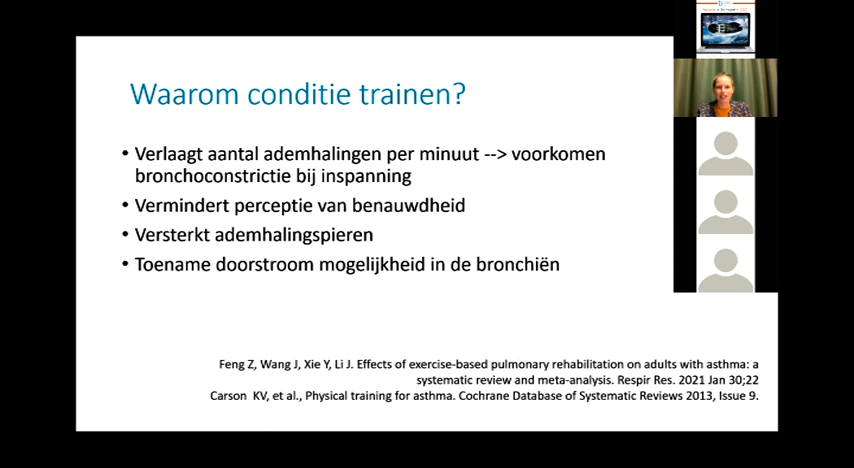 Waarom conditie trainen?
• Verlaagt aantal ademhalingen per minuut --> voorkomen
bronchoconstrictie bij inspanning
• Vermindert perceptie van benauwdheid
• Versterkt ademhalingspieren
• Toename doorstroom mogelijkheid in de bronchiën
Feng Z, Wang J, Xie Y, Li J. Effects of exercise-based pulmonary rehabilitation on adults with asthma: a
systematic review and meta-analysis. Respir Res. 2021 Jan 30;22
Carson KV, et al., Physical training for asthma. Cochrane Database of Systematic Reviews 2013, Issue 9.